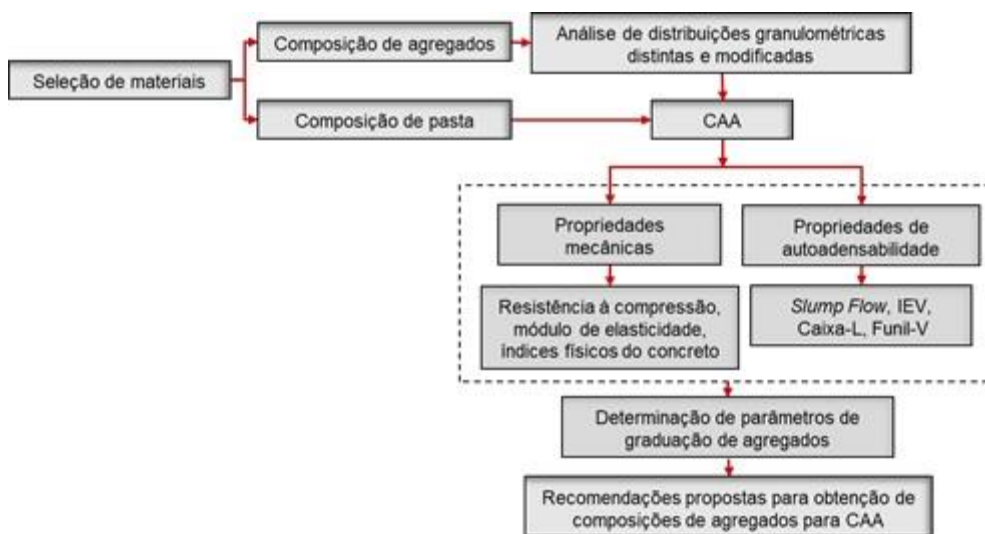 Seleção de materiais
Composição de agregados
Análise de distribuições granulométricas
distintas e modificadas
Composição de pasta
CAA
Propriedades
mecânicas
Propriedades de
autoadensabilidade
Resistência à compressão,
módulo de elasticidade,
índices físicos do concreto
Slump Flow, IEV,
Caixa-L, Funil-V
Determinação de parâmetros de
graduação de agregados
Recomendações propostas para obtenção de
composições de agregados para CAA